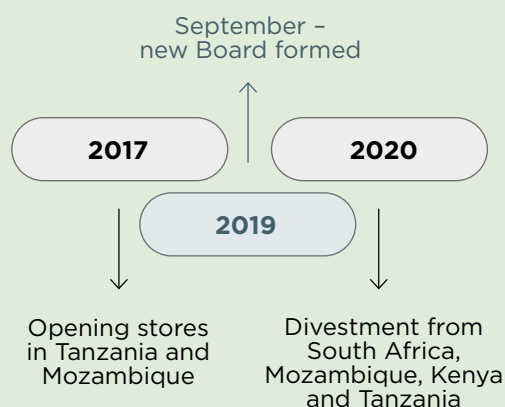 September –
new Board formed
2017
2020
2019
Opening stores
in Tanzania and
Mozambique
Divestment from
South Africa,
Mozambique, Kenya
and Tanzania